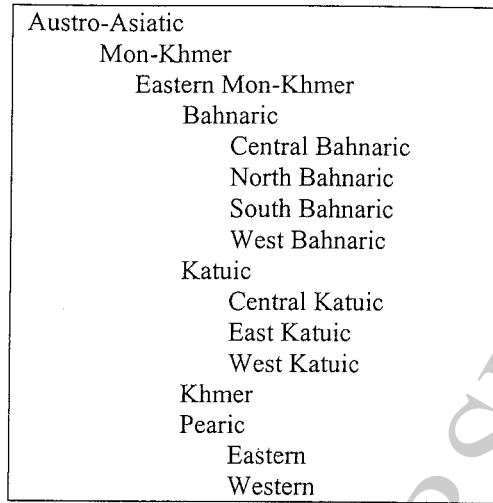 Austro-Asiatic
Mon-Khmer
Eastern Mon-Khmer
Bahnaric
Central Bahnaric
North Bahnaric
South Bahnaric
West Bahnaric
Katuic
Central Katuic
East Katuic
West Katuic
Khmer
Pearic
Eastern
Western